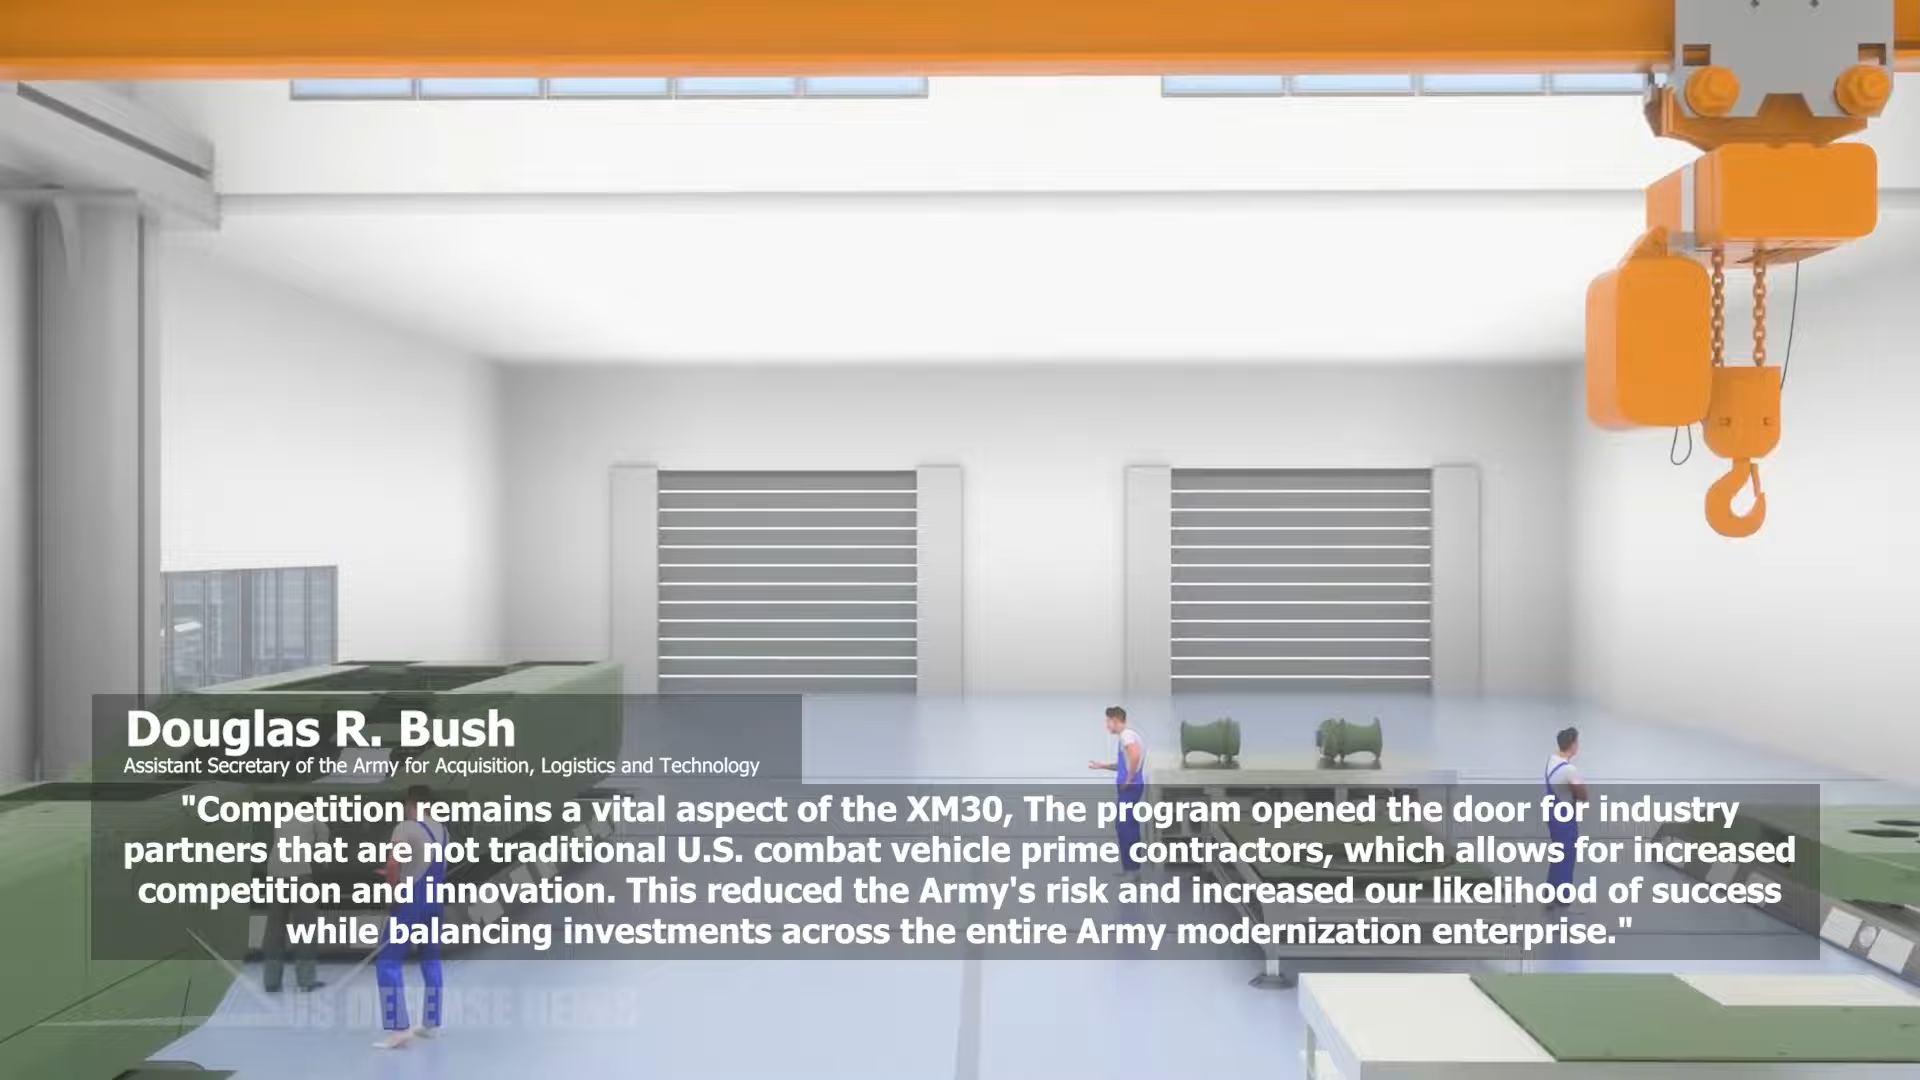 Douglas R. Bush
Assistant Secretary of the Army for Acquisition, Logistics and Technology
"Competition remains a vital aspect of the XM30, The program opened the door for industry
partners that are not traditional U.S. combat vehicle prime contractors, which allows for increased
competition and innovation. This reduced the Army's risk and increased our likelihood of success
while balancing investments across the entire Army modernization enterprise."
US DEFENSE NEWS